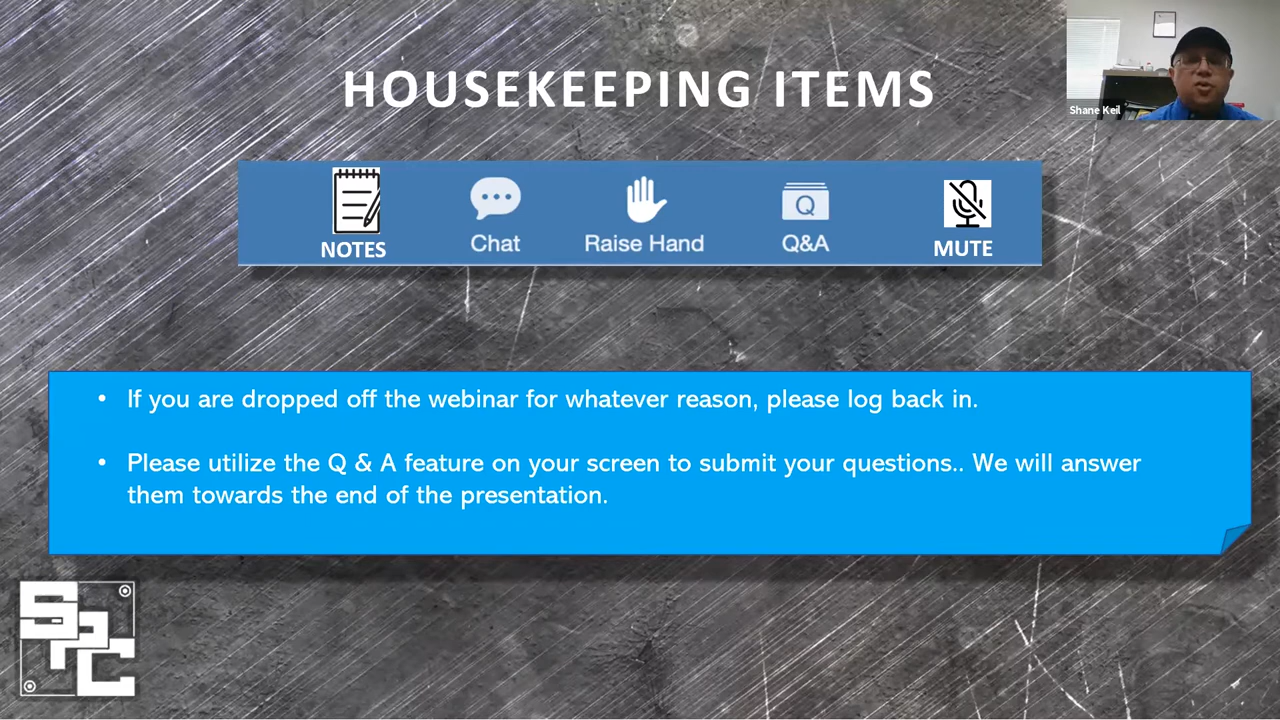 HOUSEKEEPING ITEMS
Shane Keil
NOTES
Chat
Raise Hand
Q
Q&A
MUTE
• If you are dropped off the webinar for whatever reason, please log back in.
• Please utilize the Q & A feature on your screen to submit your questions.. We will answer
them towards the end of the presentation.
SPC